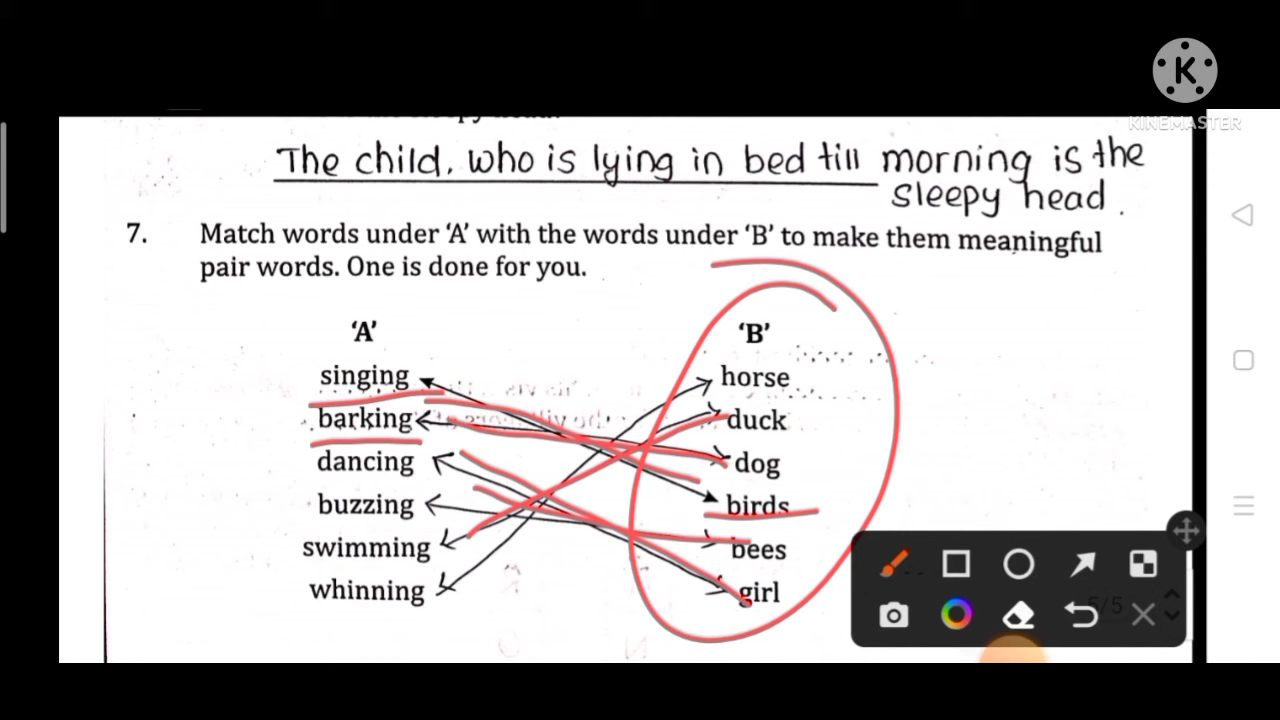 KINEMASTER
The child, who is lying in bed till morning is the
sleepy head.
7. Match words under 'A' with the words under 'B' to make them meaningful
pair words. One is done for you.
'A' 'B'
singing horse
barking duck
dancing dog
buzzing birds
swimming bees
whinning girl
5/5